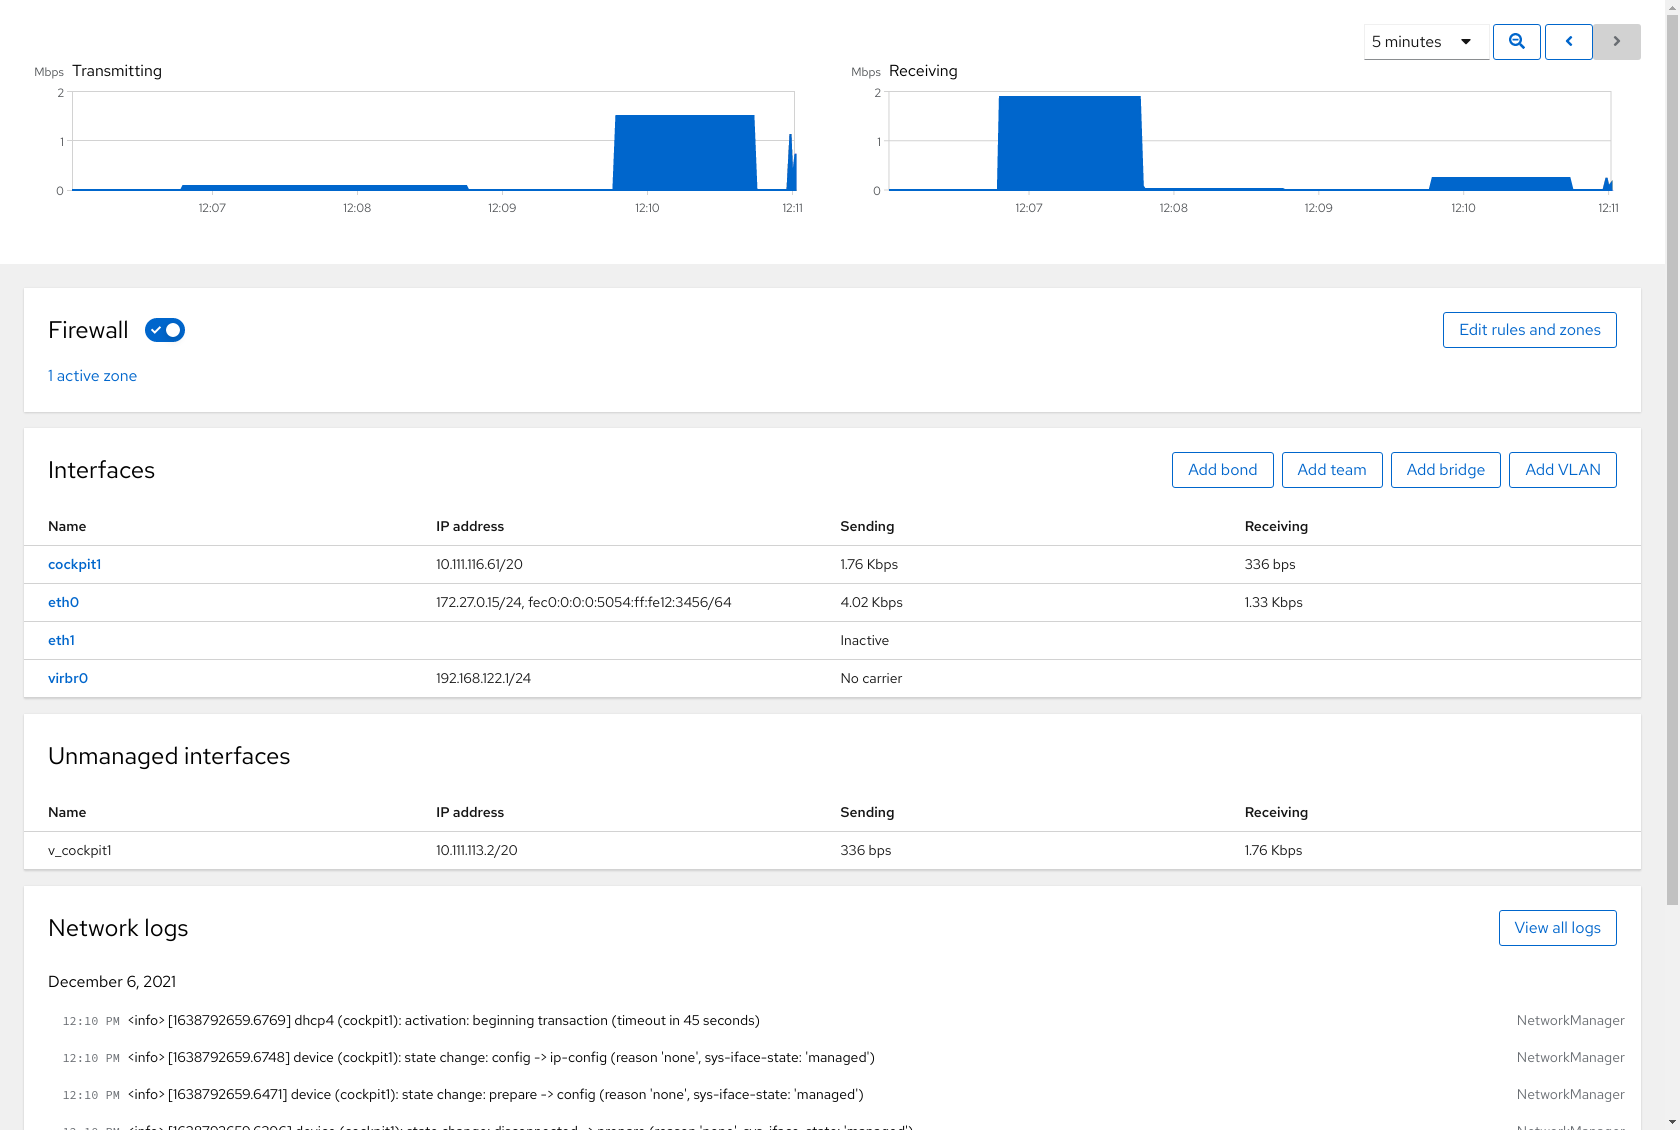 5 minutes
Mbps Transmitting
2
1
0
12:07 12:08 12:09 12:10 12:11
Mbps Receiving
2
1
0
12:07 12:08 12:09 12:10 12:11
Firewall
Edit rules and zones
1 active zone
Interfaces
Add bond Add team Add bridge Add VLAN
Name IP address Sending Receiving
cockpit1 10.111.116.61/20 1.76 Kbps 336 bps
eth0 172.27.0.15/24, fec0:0:0:0:5054:ff:fe12:3456/64 4.02 Kbps 1.33 Kbps
eth1 Inactive
virbr0 192.168.122.1/24 No carrier
Unmanaged interfaces
Name IP address Sending Receiving
v_cockpit1 10.111.113.2/20 336 bps 1.76 Kbps
Network logs
View all logs
December 6, 2021
12:10 PM <info> [1638792659.6769] dhcp4 (cockpit1): activation: beginning transaction (timeout in 45 seconds) NetworkManager
12:10 PM <info> [1638792659.6748] device (cockpit1): state change: config -> ip-config (reason 'none', sys-iface-state: 'managed') NetworkManager
12:10 PM <info> [1638792659.6471] device (cockpit1): state change: prepare -> config (reason 'none', sys-iface-state: 'managed') NetworkManager